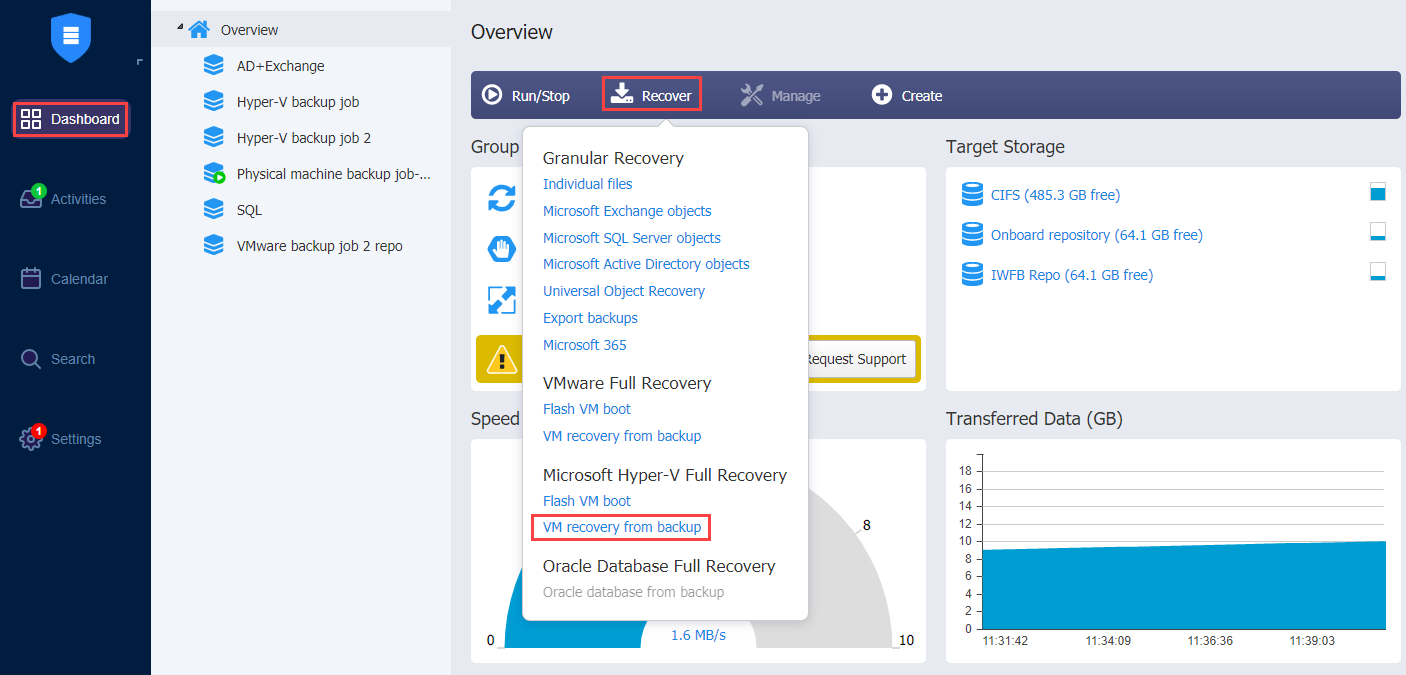 Dashboard
1
Activities
Calendar
Search
1
Settings
Overview
AD+Exchange
Hyper-V backup job
Hyper-V backup job 2
Physical machine backup job-...
SQL
VMware backup job 2 repo
Overview
Run/Stop
Recover
Manage
Create
Group
Granular Recovery
Individual files
Microsoft Exchange objects
Microsoft SQL Server objects
Microsoft Active Directory objects
Universal Object Recovery
Export backups
Microsoft 365
VMware Full Recovery
Flash VM boot
VM recovery from backup
Microsoft Hyper-V Full Recovery
Flash VM boot
VM recovery from backup
Oracle Database Full Recovery
Oracle database from backup
Request Support
Speed
8
0
1.6 MB/s
10
Target Storage
CIFS (485.3 GB free)
Onboard repository (64.1 GB free)
IWFB Repo (64.1 GB free)
Transferred Data (GB)
18
16
14
12
10
8
6
4
2
0
11:31:42 11:34:09 11:36:36 11:39:03